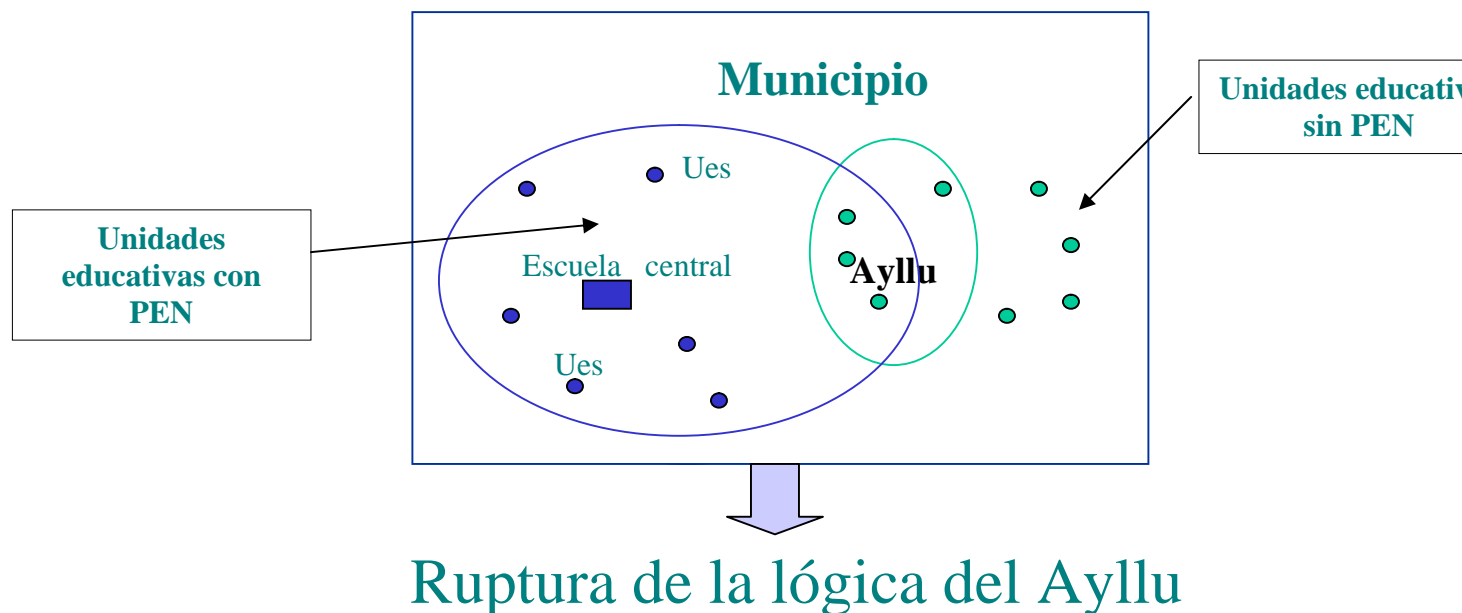 Municipio
Unidades educativ
sin PEN
Ues
Unidades
educativas con
PEN
Escuela central
Ayllu
Ues
Ruptura de la lógica del Ayllu